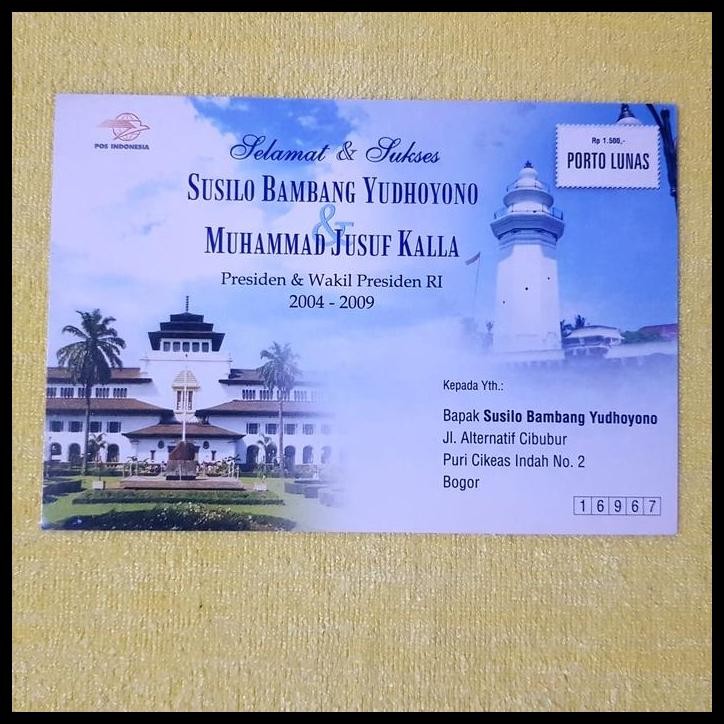 POS INDONESIA
Selamat & Sukses
SUSILO BAMBANG YUDHOYONO
&
MUHAMMAD JUSUF KALLA
Presiden & Wakil Presiden RI
2004 - 2009
Rp 1.500,-
PORTO LUNAS
Kepada Yth.:
Bapak Susilo Bambang Yudhoyono
Jl. Alternatif Cibubur
Puri Cikeas Indah No. 2
Bogor
16967